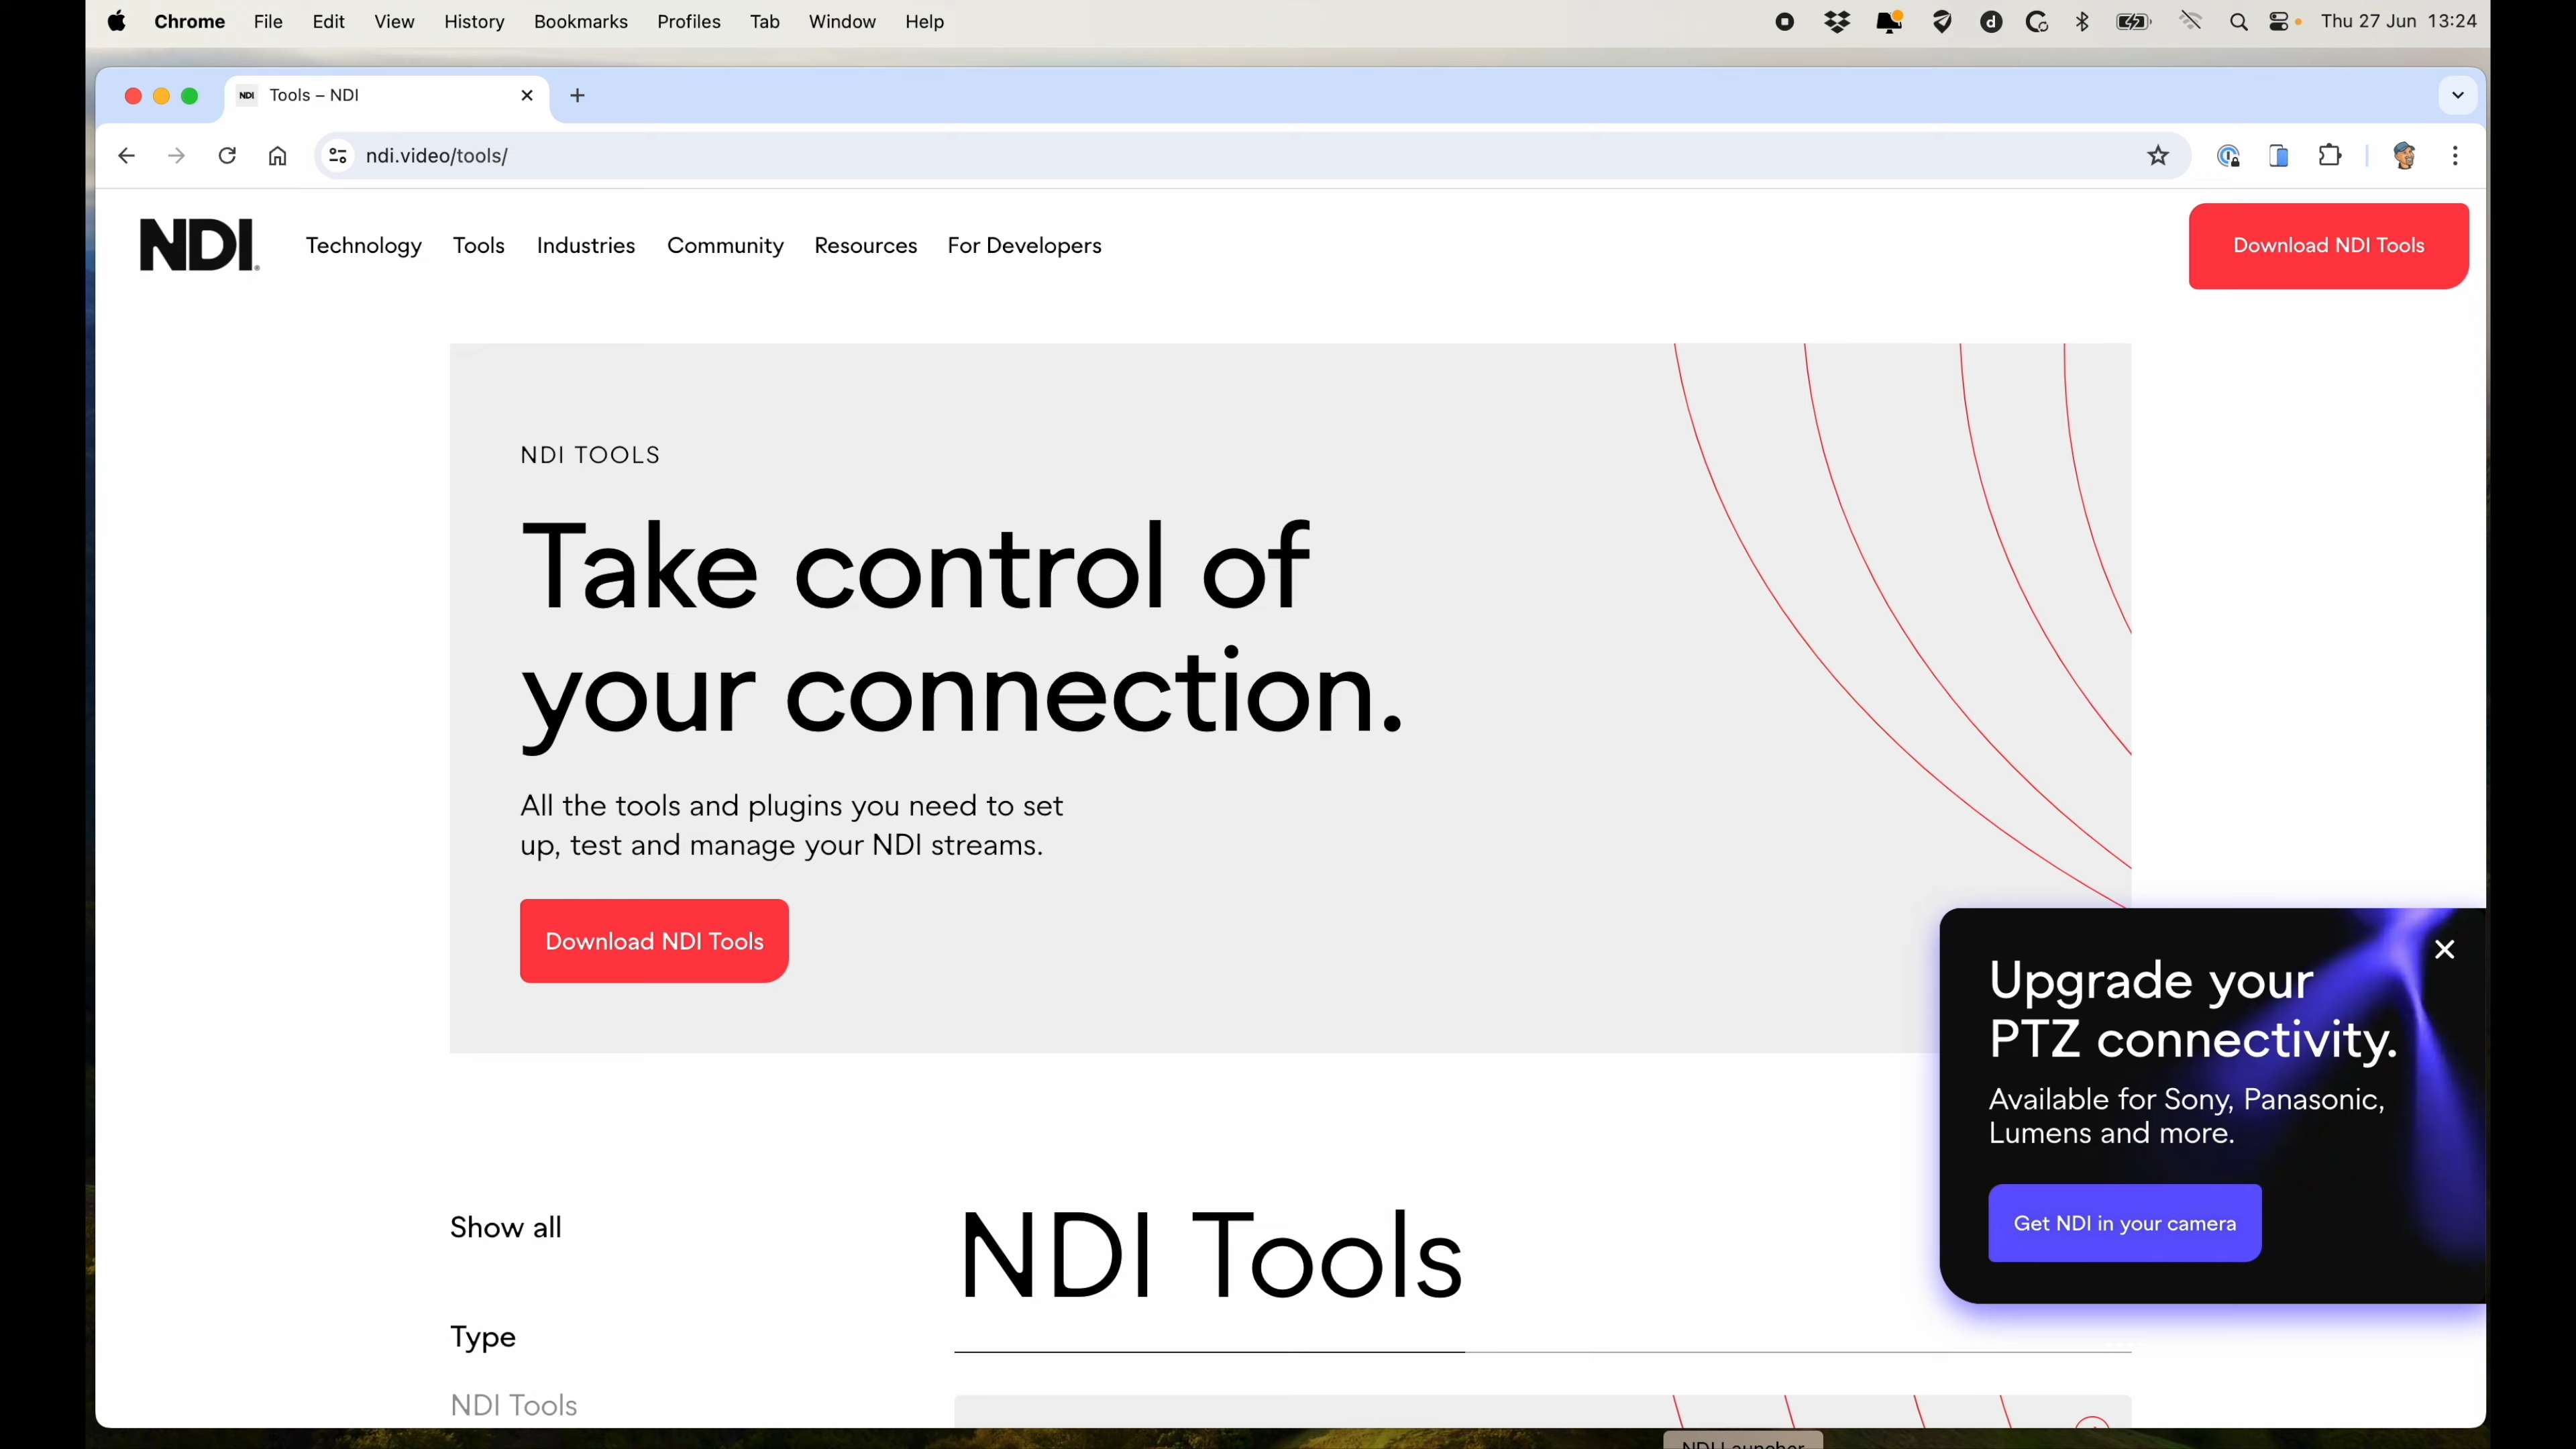 Chrome File Edit View History Bookmarks Profiles Tab Window Help
Thu 27 Jun 13:24
NDI Tools – NDI
ndi.video/tools/
NDI
Technology Tools Industries Community Resources For Developers
Download NDI Tools
NDI TOOLS
Take control of
your connection.
All the tools and plugins you need to set
up, test and manage your NDI streams.
Download NDI Tools
Upgrade your
PTZ connectivity.
Available for Sony, Panasonic,
Lumens and more.
Get NDI in your camera
Show all
NDI Tools
Type
NDI Tools
NDI Launcher